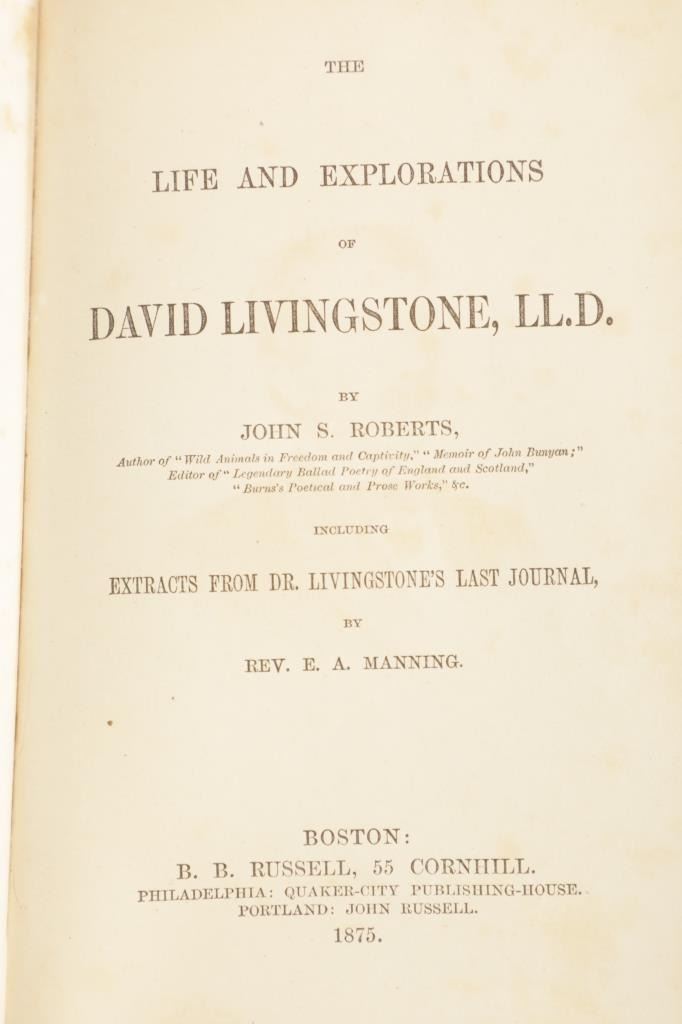 THE
LIFE AND EXPLORATIONS
OF
DAVID LIVINGSTONE, LL.D.
BY
JOHN S. ROBERTS,
Author of "Wild Animals in Freedom and Captivity," "Memoir of John Bunyan;"
Editor of "Legendary Ballad Poetry of England and Scotland,"
"Burns's Poetical and Prose Works," &c.
INCLUDING
EXTRACTS FROM DR. LIVINGSTONE'S LAST JOURNAL,
BY
REV. E. A. MANNING.
BOSTON:
B. B. RUSSELL, 55 CORNHILL.
PHILADELPHIA: QUAKER-CITY PUBLISHING-HOUSE.
PORTLAND: JOHN RUSSELL.
1875.